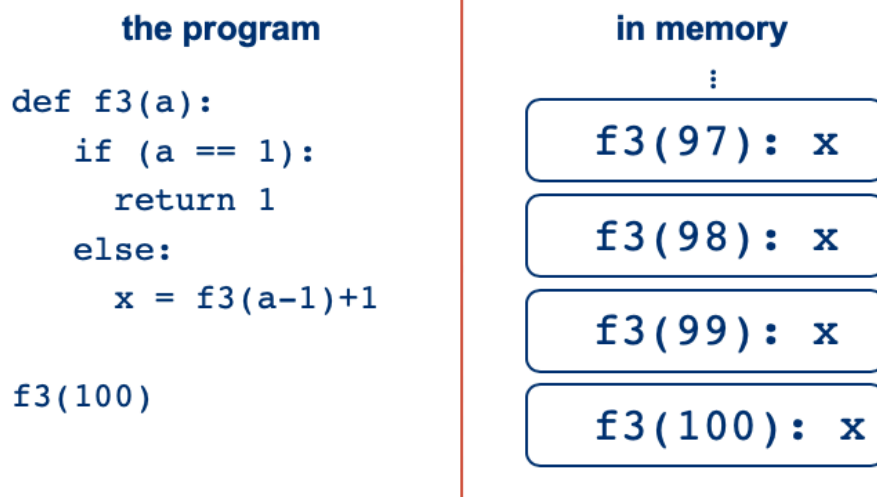 the program
def f3(a):
if (a == 1):
return 1
else:
x = f3(a-1)+1
f3(100)
in memory
⋮
f3(97): x
f3(98): x
f3(99): x
f3(100): x